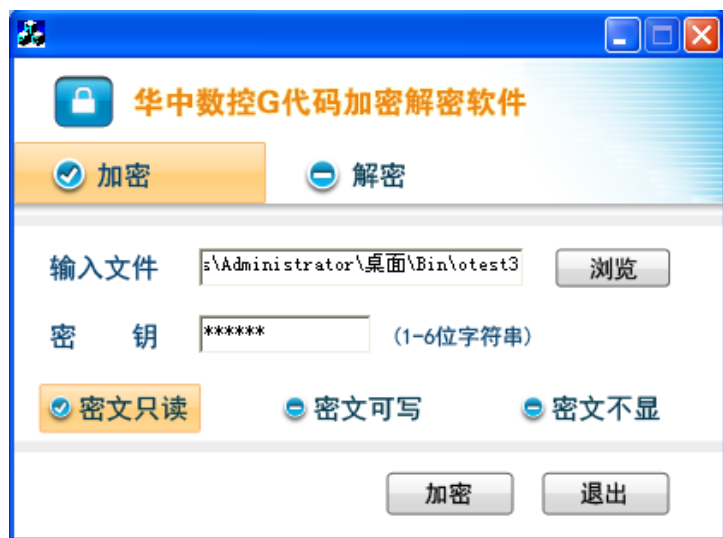 华中数控G代码加密解密软件
加密 解密
输入文件 s\Administrator\桌面\Bin\otest3 浏览
密 钥 ****** (1-6位字符串)
密文只读 密文可写 密文不显
加密 退出